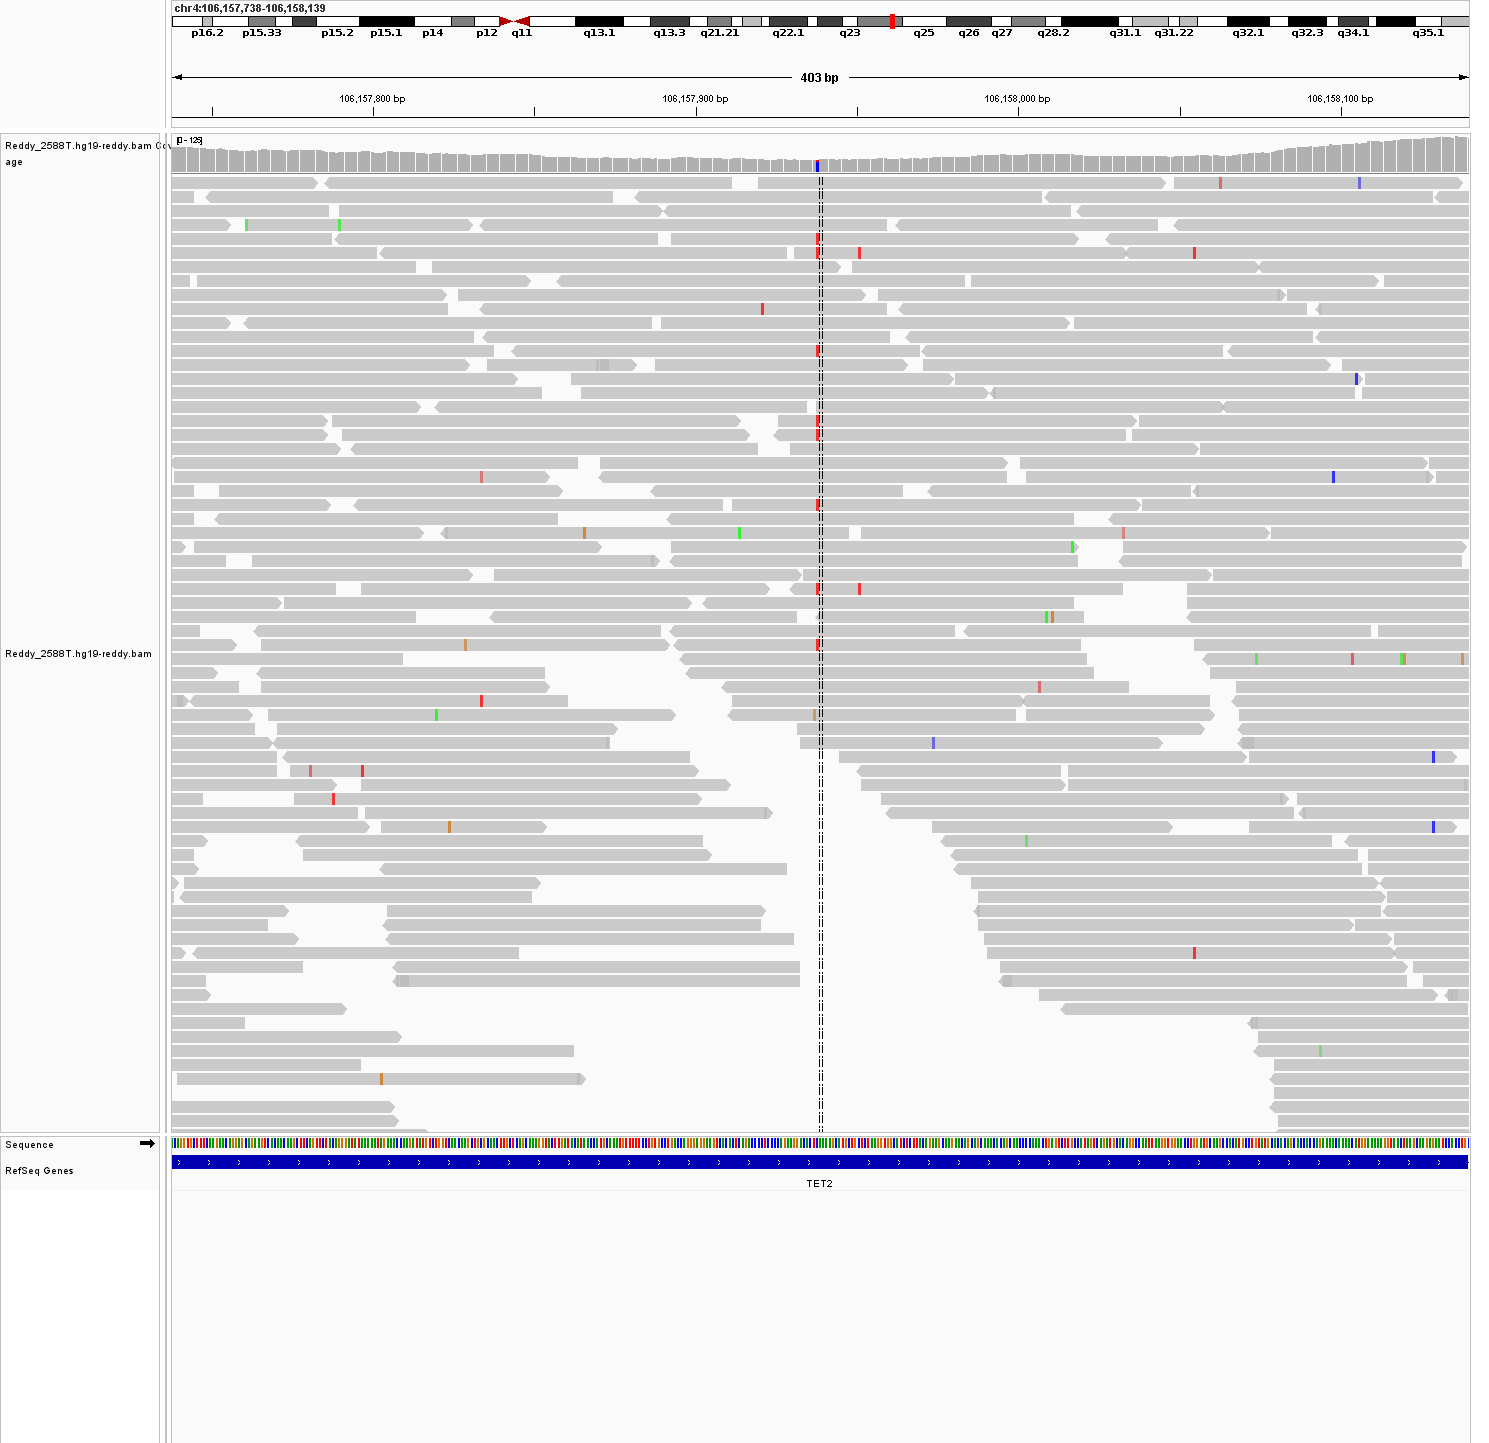 chr4:106,157,738-106,158,139
p16.2 p15.33 p15.2 p15.1 p14 p12 q11 q13.1 q13.3 q21.21 q22.1 q23 q25 q26 q27 q28.2 q31.1 q31.22 q32.1 q32.3 q34.1 q35.1
403 bp
106,157,800 bp 106,157,900 bp 106,158,000 bp 106,158,100 bp
[0 - 125]
Reddy_2588T.hg19-reddy.bam Cov
age
Reddy_2588T.hg19-reddy.bam
Sequence
RefSeq Genes
TET2